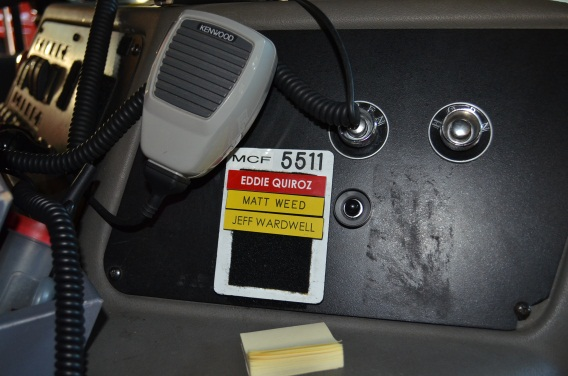 KENWOOD
MCF 5511
EDDIE QUIROZ
MATT WEED
JEFF WARDWELL